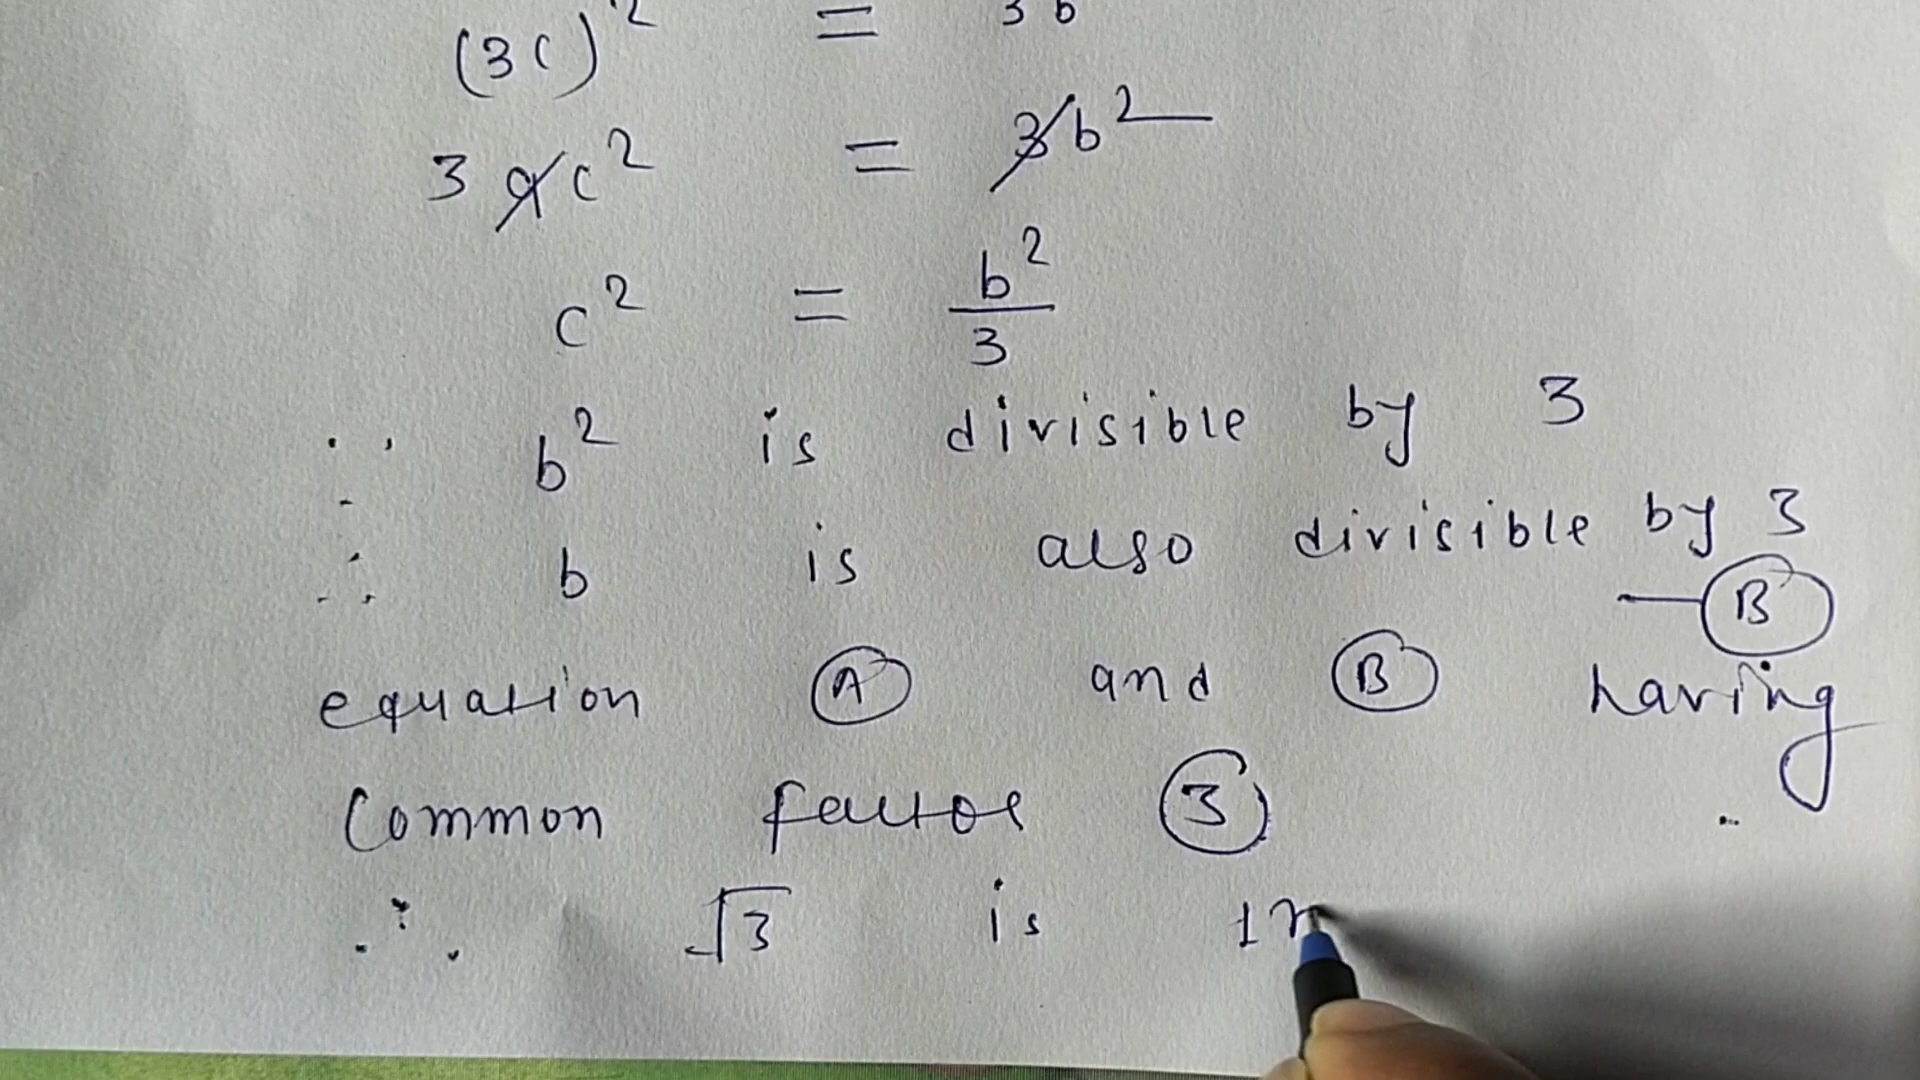 (3c)² = 3b
3 9c² = 3b²
c² = b²/3
∵ b² is divisible by 3
∴ b is also divisible by 3
— B
equation A and B having
common factor 3
∴ √3 is